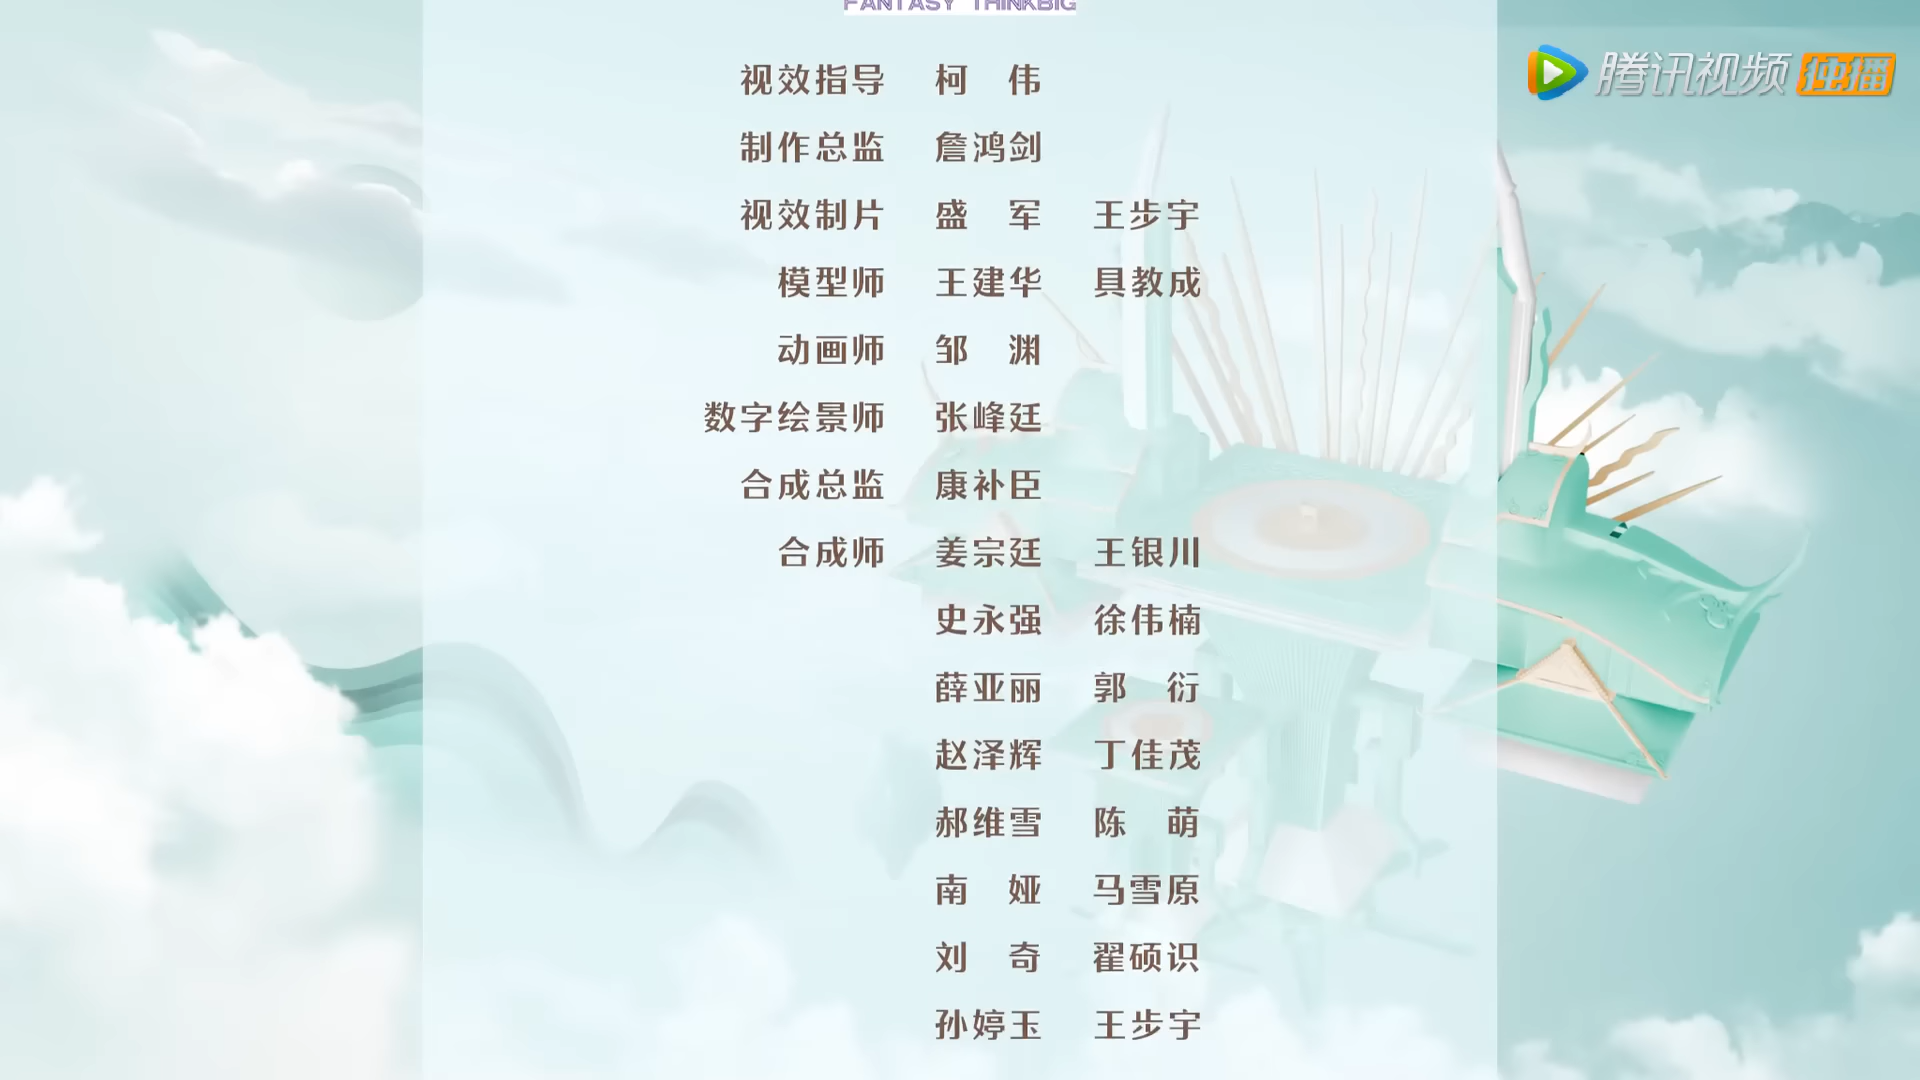 FANTASY THINKBIG
腾讯视频 独播
视效指导 柯 伟
制作总监 詹鸿剑
视效制片 盛 军 王步宇
模型师 王建华 具教成
动画师 邹 渊
数字绘景师 张峰廷
合成总监 康补臣
合成师 姜宗廷 王银川
史永强 徐伟楠
薛亚丽 郭 衍
赵泽辉 丁佳茂
郝维雪 陈 萌
南 娅 马雪原
刘 奇 翟硕识
孙婷玉 王步宇